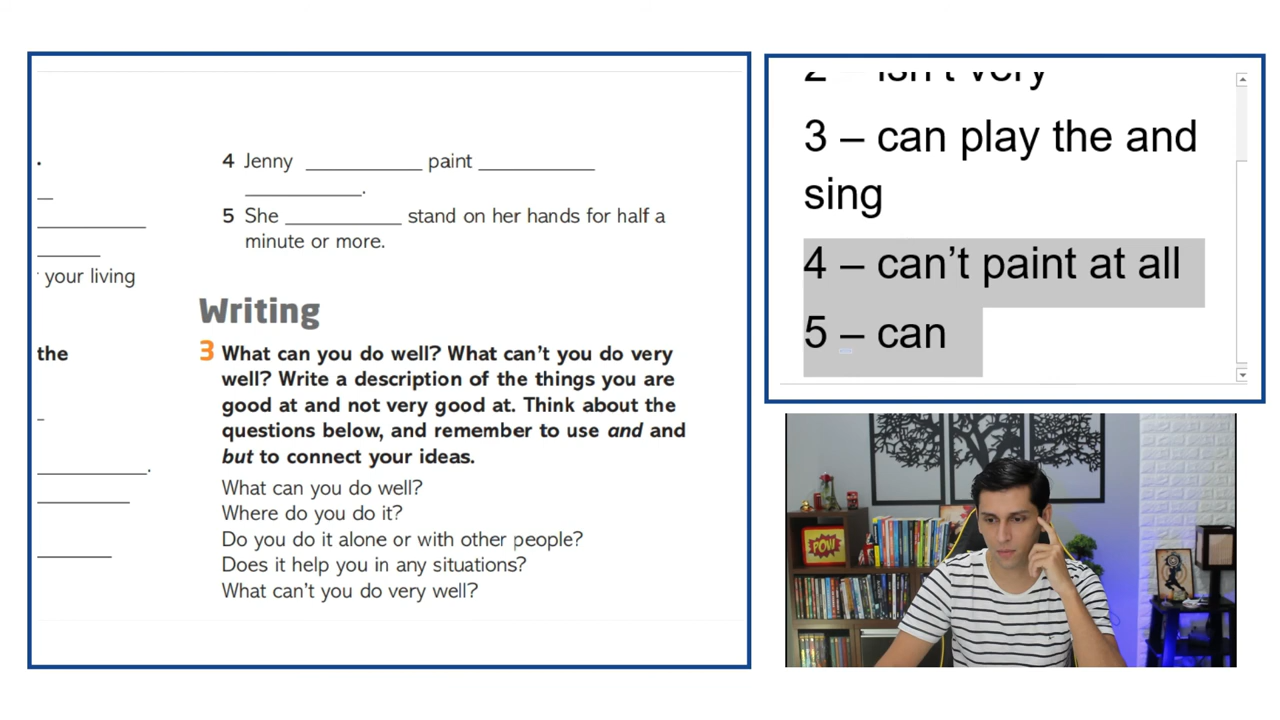 4 Jenny ____________ paint ____________
____________.
5 She ____________ stand on her hands for half a
minute or more.
your living
the
Writing
3 What can you do well? What can't you do very
well? Write a description of the things you are
good at and not very good at. Think about the
questions below, and remember to use and and
but to connect your ideas.
What can you do well?
Where do you do it?
Do you do it alone or with other people?
Does it help you in any situations?
What can't you do very well?
2 – isn't very
3 – can play the and
sing
4 – can't paint at all
5 – can
POW!